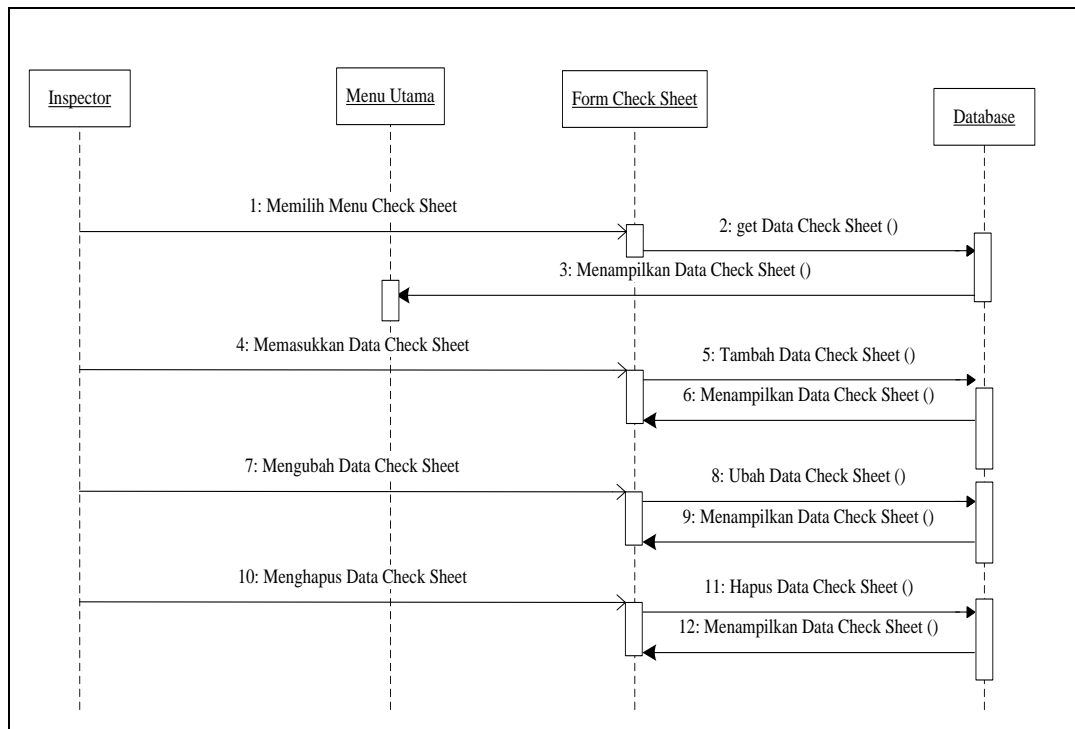 Inspector
Menu Utama
Form Check Sheet
Database
1: Memilih Menu Check Sheet
2: get Data Check Sheet ()
3: Menampilkan Data Check Sheet ()
4: Memasukkan Data Check Sheet
5: Tambah Data Check Sheet ()
6: Menampilkan Data Check Sheet ()
7: Mengubah Data Check Sheet
8: Ubah Data Check Sheet ()
9: Menampilkan Data Check Sheet ()
10: Menghapus Data Check Sheet
11: Hapus Data Check Sheet ()
12: Menampilkan Data Check Sheet ()